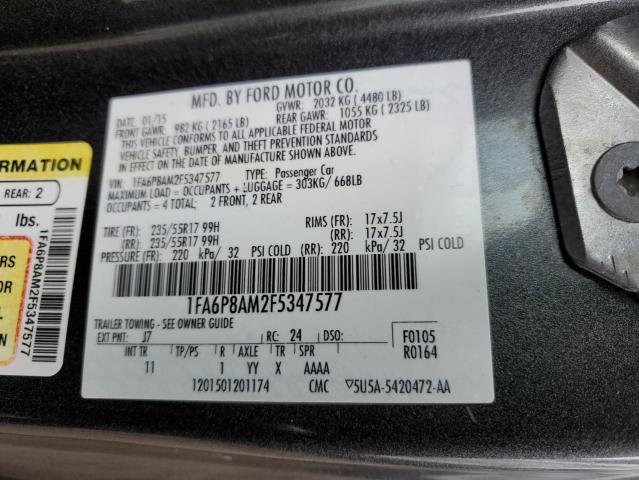 MFD. BY FORD MOTOR CO.
DATE: 01/15 GVWR: 2032 KG ( 4480 LB)
FRONT GAWR: 982 KG ( 2165 LB) REAR GAWR: 1055 KG ( 2325 LB)
THIS VEHICLE CONFORMS TO ALL APPLICABLE FEDERAL MOTOR
VEHICLE SAFETY, BUMPER, AND THEFT PREVENTION STANDARDS
IN EFFECT ON THE DATE OF MANUFACTURE SHOWN ABOVE.
VIN: 1FA6P8AM2F5347577 TYPE: Passenger Car
MAXIMUM LOAD = OCCUPANTS + LUGGAGE = 303KG/ 668LB
OCCUPANTS = 4 TOTAL: 2 FRONT, 2 REAR
TIRE (FR): 235/55R17 99H RIMS (FR): 17x7.5J
(RR): 235/55R17 99H (RR): 17x7.5J
PRESSURE (FR): 220 kPa/ 32 PSI COLD (RR): 220 kPa/ 32 PSI COLD
1FA6P8AM2F5347577
TRAILER TOWING - SEE OWNER GUIDE
EXT PNT: J7 RC: 24 DSO: F0105
INT TR TP/PS R AXLE TR SPR R0164
11 1 YY X AAAA
1201501201174 CMC ▽5U5A-5420472-AA
FORMATION
REAR: 2
lbs.
1FA6P8AM2F5347577
ERS
OR
ON